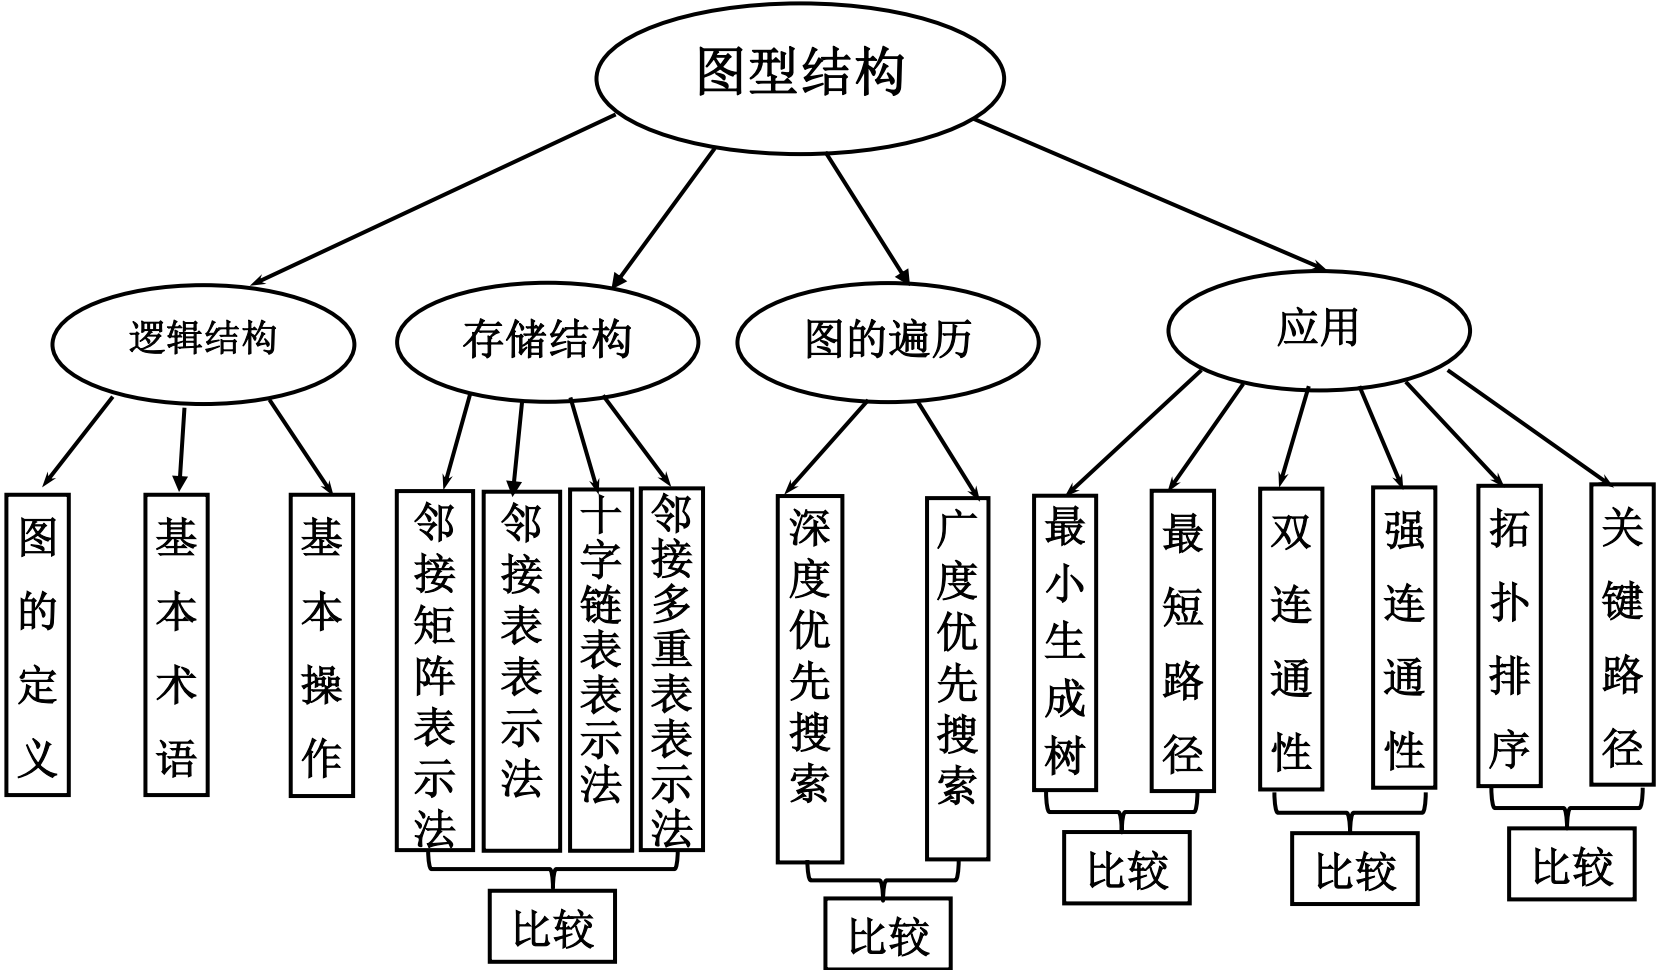 图型结构
逻辑结构
存储结构
图的遍历
应用
图的定义
基本术语
基本操作
邻接矩阵表示法
邻接表表示法
十字链表表示法
邻接多重表表示法
深度优先搜索
广度优先搜索
最小生成树
最短路径
双连通性
强连通性
拓扑排序
关键路径
比较
比较
比较
比较
比较